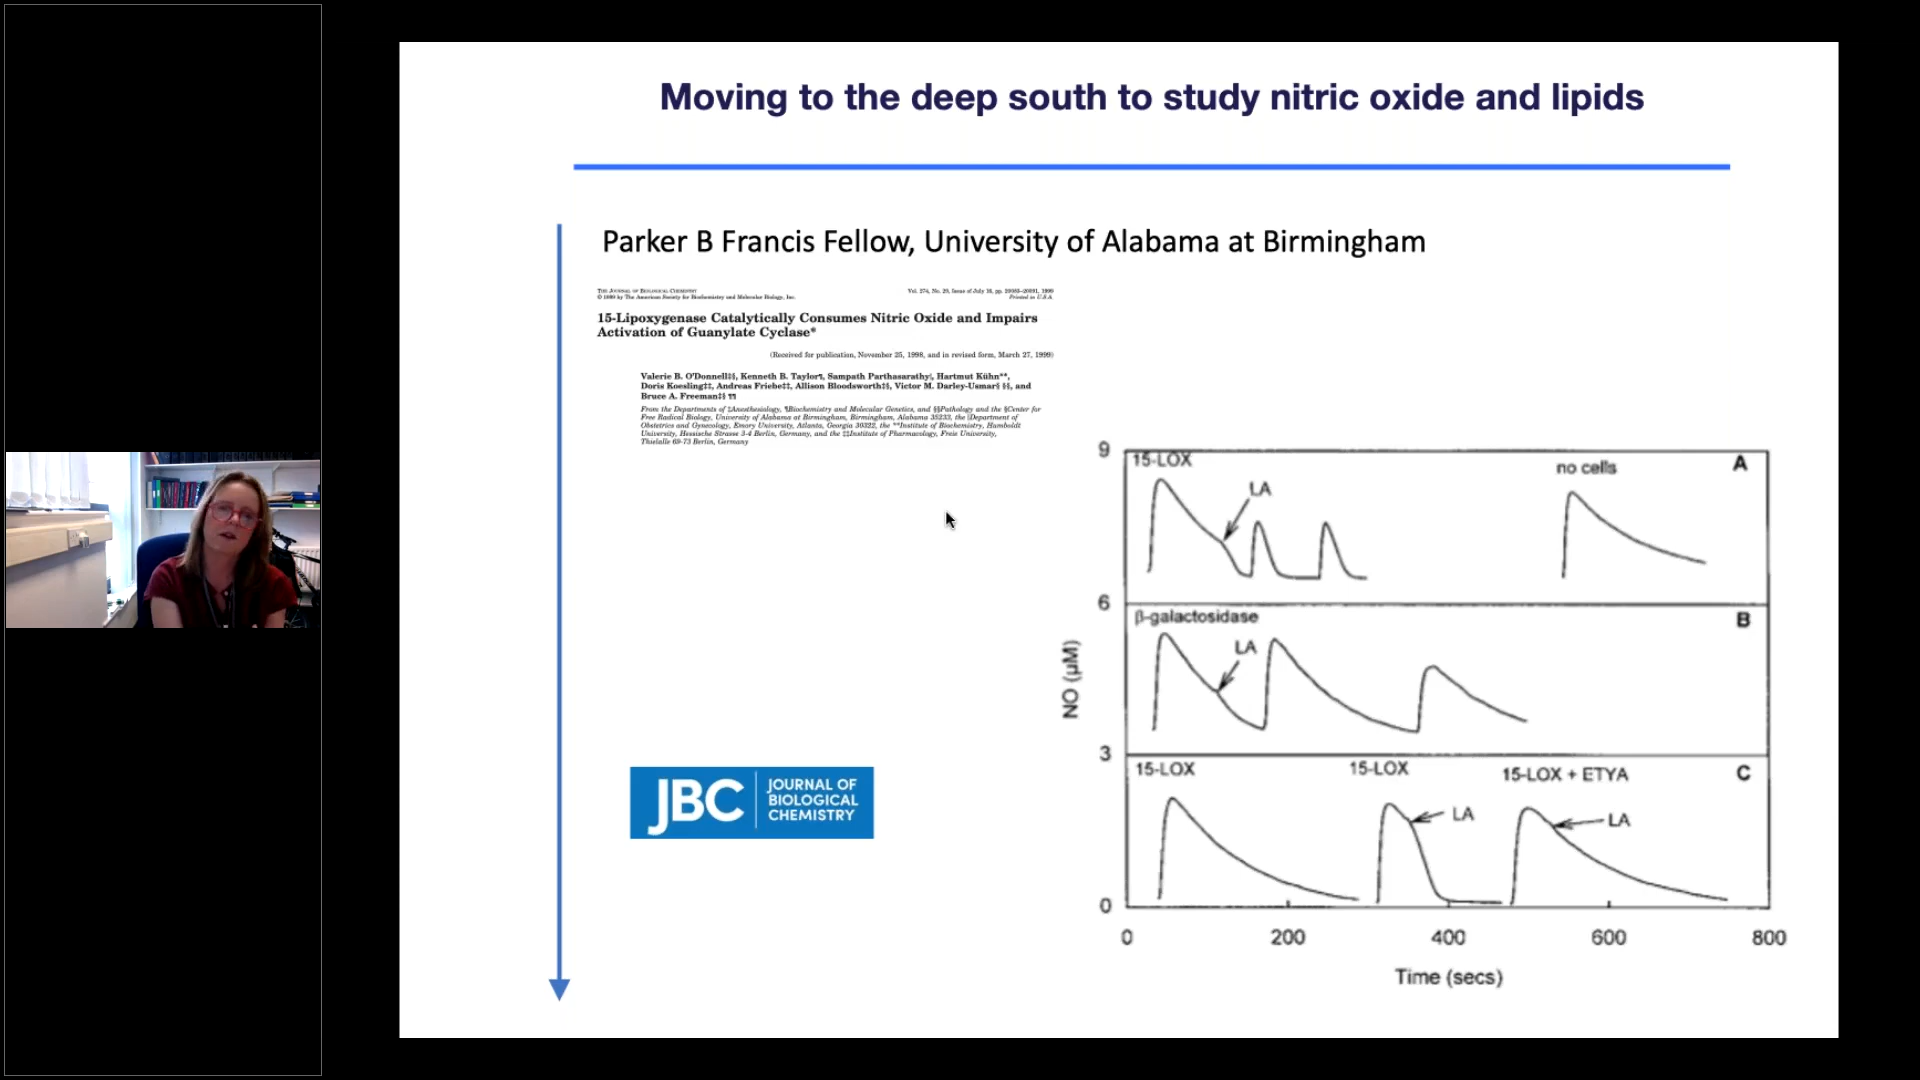 Moving to the deep south to study nitric oxide and lipids
Parker B Francis Fellow, University of Alabama at Birmingham
THE JOURNAL OF BIOLOGICAL CHEMISTRY
© 1999 by The American Society for Biochemistry and Molecular Biology, Inc.
Vol. 274, No. 29, Issue of July 16, pp. 20083–20091, 1999
Printed in U.S.A.
15-Lipoxygenase Catalytically Consumes Nitric Oxide and Impairs
Activation of Guanylate Cyclase*
(Received for publication, November 25, 1998, and in revised form, March 27, 1999)
Valerie B. O'Donnell‡§, Kenneth B. Taylor¶, Sampath Parthasarathy|, Hartmut Kühn**,
Doris Koesling‡‡, Andreas Friebe‡‡, Allison Bloodsworth‡§, Victor M. Darley-Usmar§ §§, and
Bruce A. Freeman‡§ ¶¶
From the Departments of ‡Anesthesiology, ¶Biochemistry and Molecular Genetics, and §§Pathology and the §Center for
Free Radical Biology, University of Alabama at Birmingham, Birmingham, Alabama 35233, the |Department of
Obstetrics and Gynecology, Emory University, Atlanta, Georgia 30322, the **Institute of Biochemistry, Humboldt
University, Hessische Strasse 3-4 Berlin, Germany, and the ‡‡Institute of Pharmacology, Freie University,
Thielalle 69-73 Berlin, Germany
JBC
JOURNAL OF
BIOLOGICAL
CHEMISTRY
9
15-LOX
LA
no cells
A
6
β-galactosidase
LA
B
NO (µM)
3
15-LOX
15-LOX
LA
15-LOX + ETYA
LA
C
0
0 200 400 600 800
Time (secs)